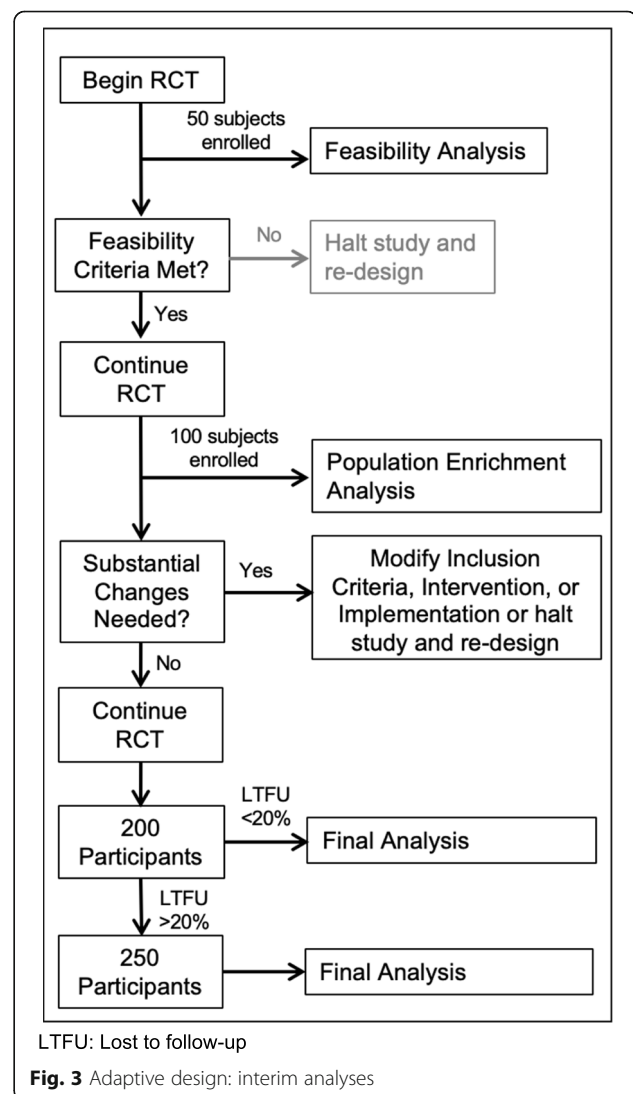 Begin RCT
50 subjects
enrolled
Feasibility Analysis
Feasibility
Criteria Met?
No
Halt study and
re-design
Yes
Continue
RCT
100 subjects
enrolled
Population Enrichment
Analysis
Substantial
Changes
Needed?
Yes
Modify Inclusion
Criteria, Intervention, or
Implementation or halt
study and re-design
No
Continue
RCT
200
Participants
LTFU
<20%
Final Analysis
LTFU
>20%
250
Participants
Final Analysis
LTFU: Lost to follow-up
Fig. 3 Adaptive design: interim analyses